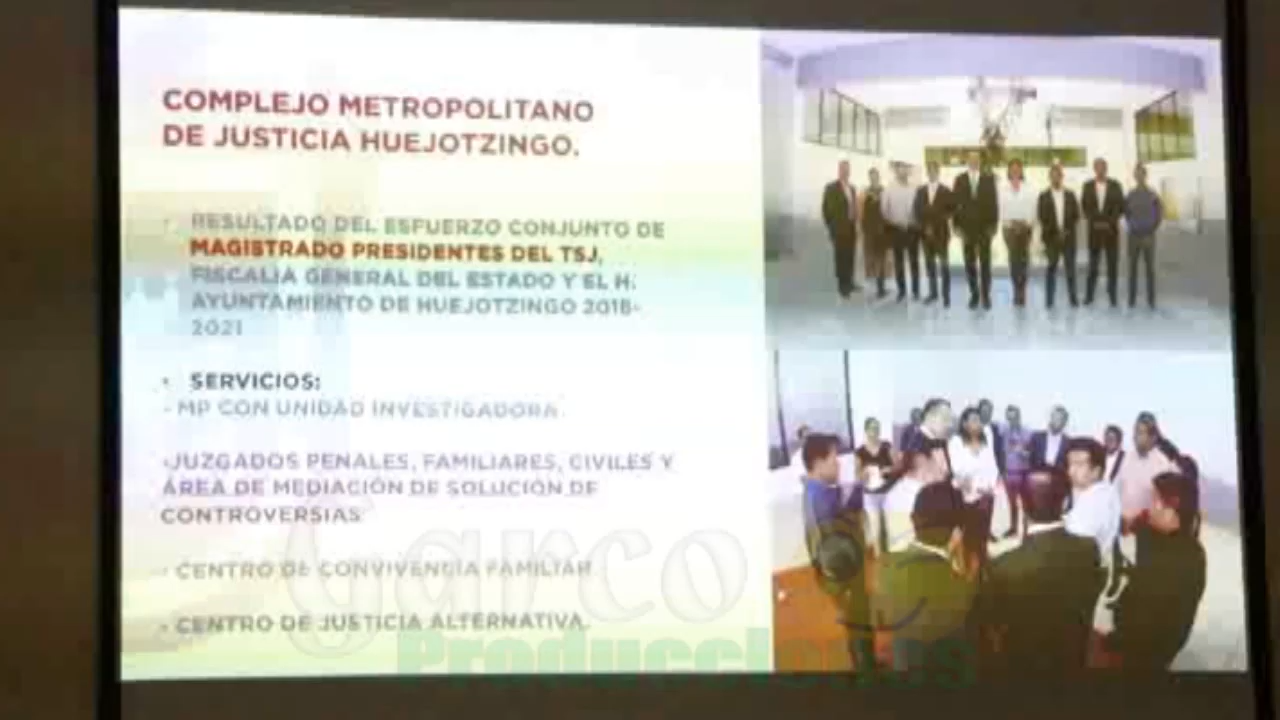 COMPLEJO METROPOLITANO
DE JUSTICIA HUEJOTZINGO.
• RESULTADO DEL ESFUERZO CONJUNTO DE
MAGISTRADO PRESIDENTES DEL TSJ,
FISCALIA GENERAL DEL ESTADO Y EL H.
AYUNTAMIENTO DE HUEJOTZINGO 2018-
2021
• SERVICIOS:
- MP CON UNIDAD INVESTIGADORA.
-JUZGADOS PENALES, FAMILIARES, CIVILES Y
ÁREA DE MEDIACIÓN DE SOLUCIÓN DE
CONTROVERSIAS
- CENTRO DE CONVIVENCIA FAMILIAR
- CENTRO DE JUSTICIA ALTERNATIVA.
Garco
Producciones